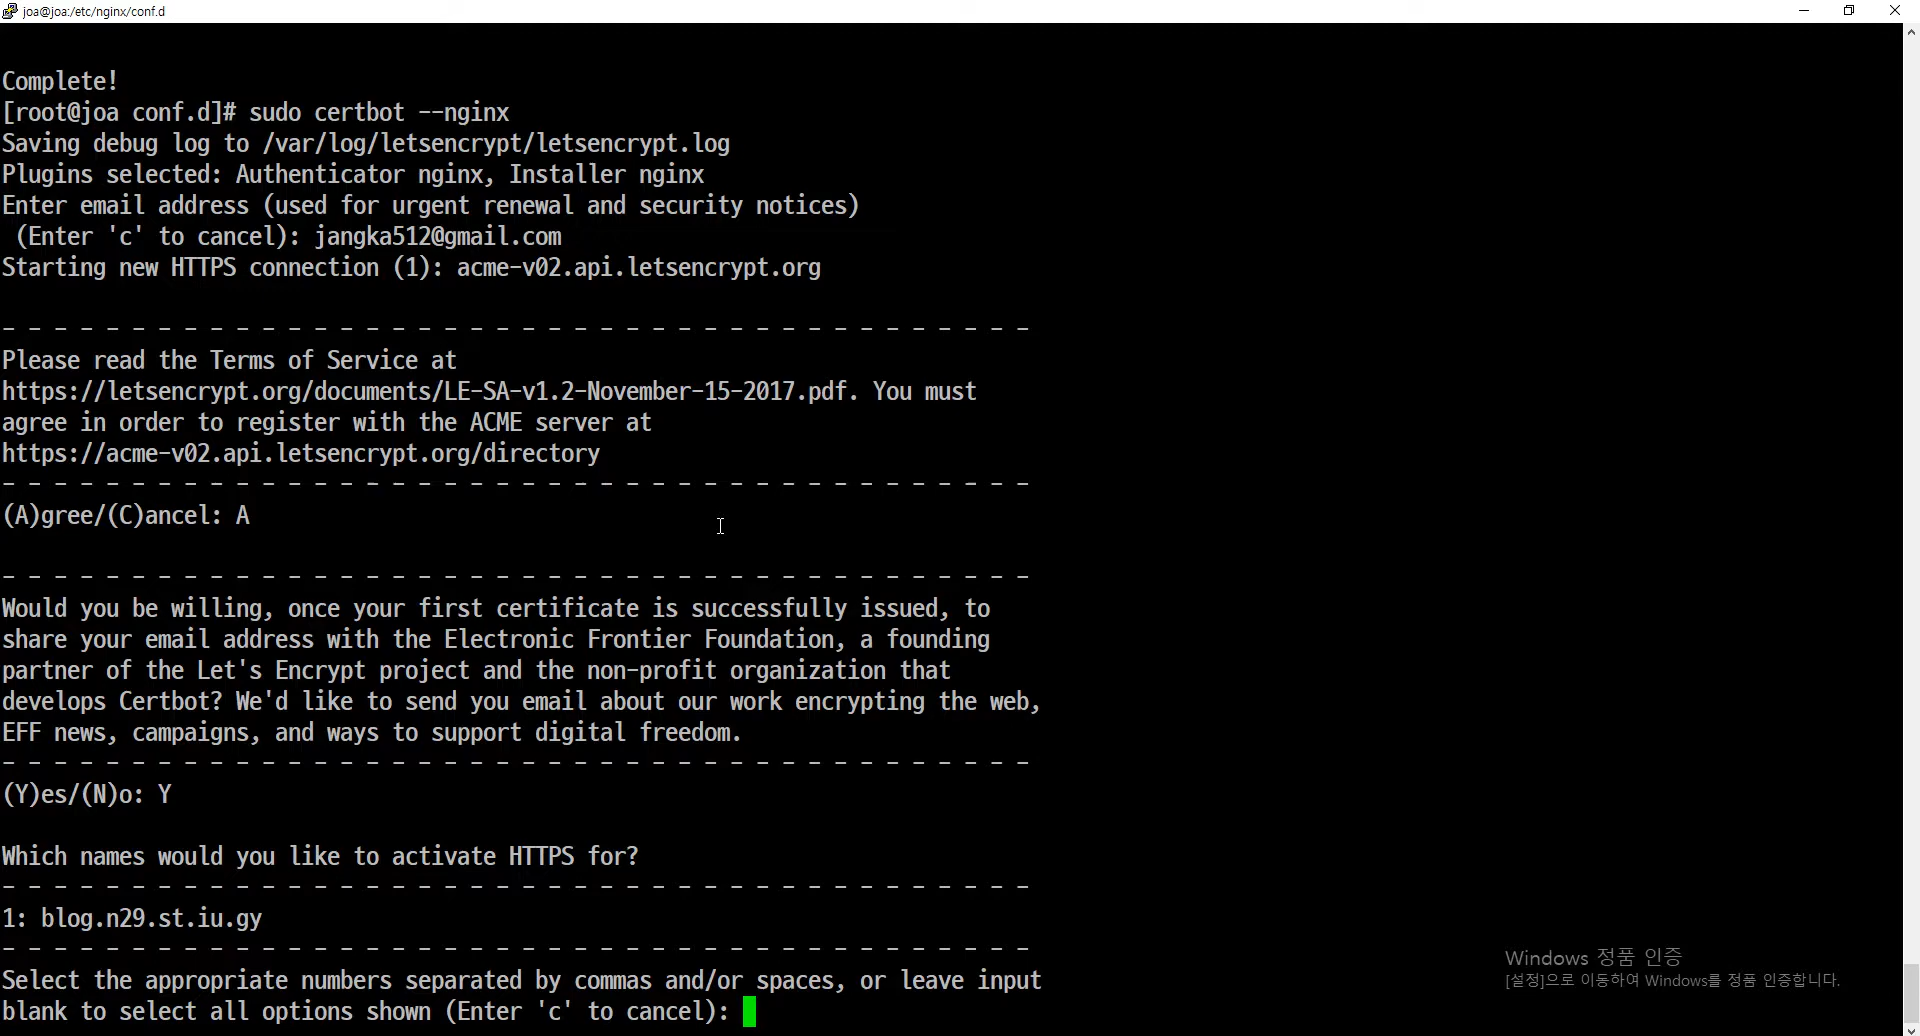 joa@joa:/etc/nginx/conf.d
Complete!
[root@joa conf.d]# sudo certbot --nginx
Saving debug log to /var/log/letsencrypt/letsencrypt.log
Plugins selected: Authenticator nginx, Installer nginx
Enter email address (used for urgent renewal and security notices)
(Enter 'c' to cancel): jangka512@gmail.com
Starting new HTTPS connection (1): acme-v02.api.letsencrypt.org
- - - - - - - - - - - - - - - - - - - - - - - - - - - - - - - - - - - - - - - -
Please read the Terms of Service at
https://letsencrypt.org/documents/LE-SA-v1.2-November-15-2017.pdf. You must
agree in order to register with the ACME server at
https://acme-v02.api.letsencrypt.org/directory
- - - - - - - - - - - - - - - - - - - - - - - - - - - - - - - - - - - - - - - -
(A)gree/(C)ancel: A
- - - - - - - - - - - - - - - - - - - - - - - - - - - - - - - - - - - - - - - -
Would you be willing, once your first certificate is successfully issued, to
share your email address with the Electronic Frontier Foundation, a founding
partner of the Let's Encrypt project and the non-profit organization that
develops Certbot? We'd like to send you email about our work encrypting the web,
EFF news, campaigns, and ways to support digital freedom.
- - - - - - - - - - - - - - - - - - - - - - - - - - - - - - - - - - - - - - - -
(Y)es/(N)o: Y
Which names would you like to activate HTTPS for?
- - - - - - - - - - - - - - - - - - - - - - - - - - - - - - - - - - - - - - - -
1: blog.n29.st.iu.gy
- - - - - - - - - - - - - - - - - - - - - - - - - - - - - - - - - - - - - - - -
Select the appropriate numbers separated by commas and/or spaces, or leave input
blank to select all options shown (Enter 'c' to cancel):
Windows 정품 인증
[설정]으로 이동하여 Windows를 정품 인증합니다.